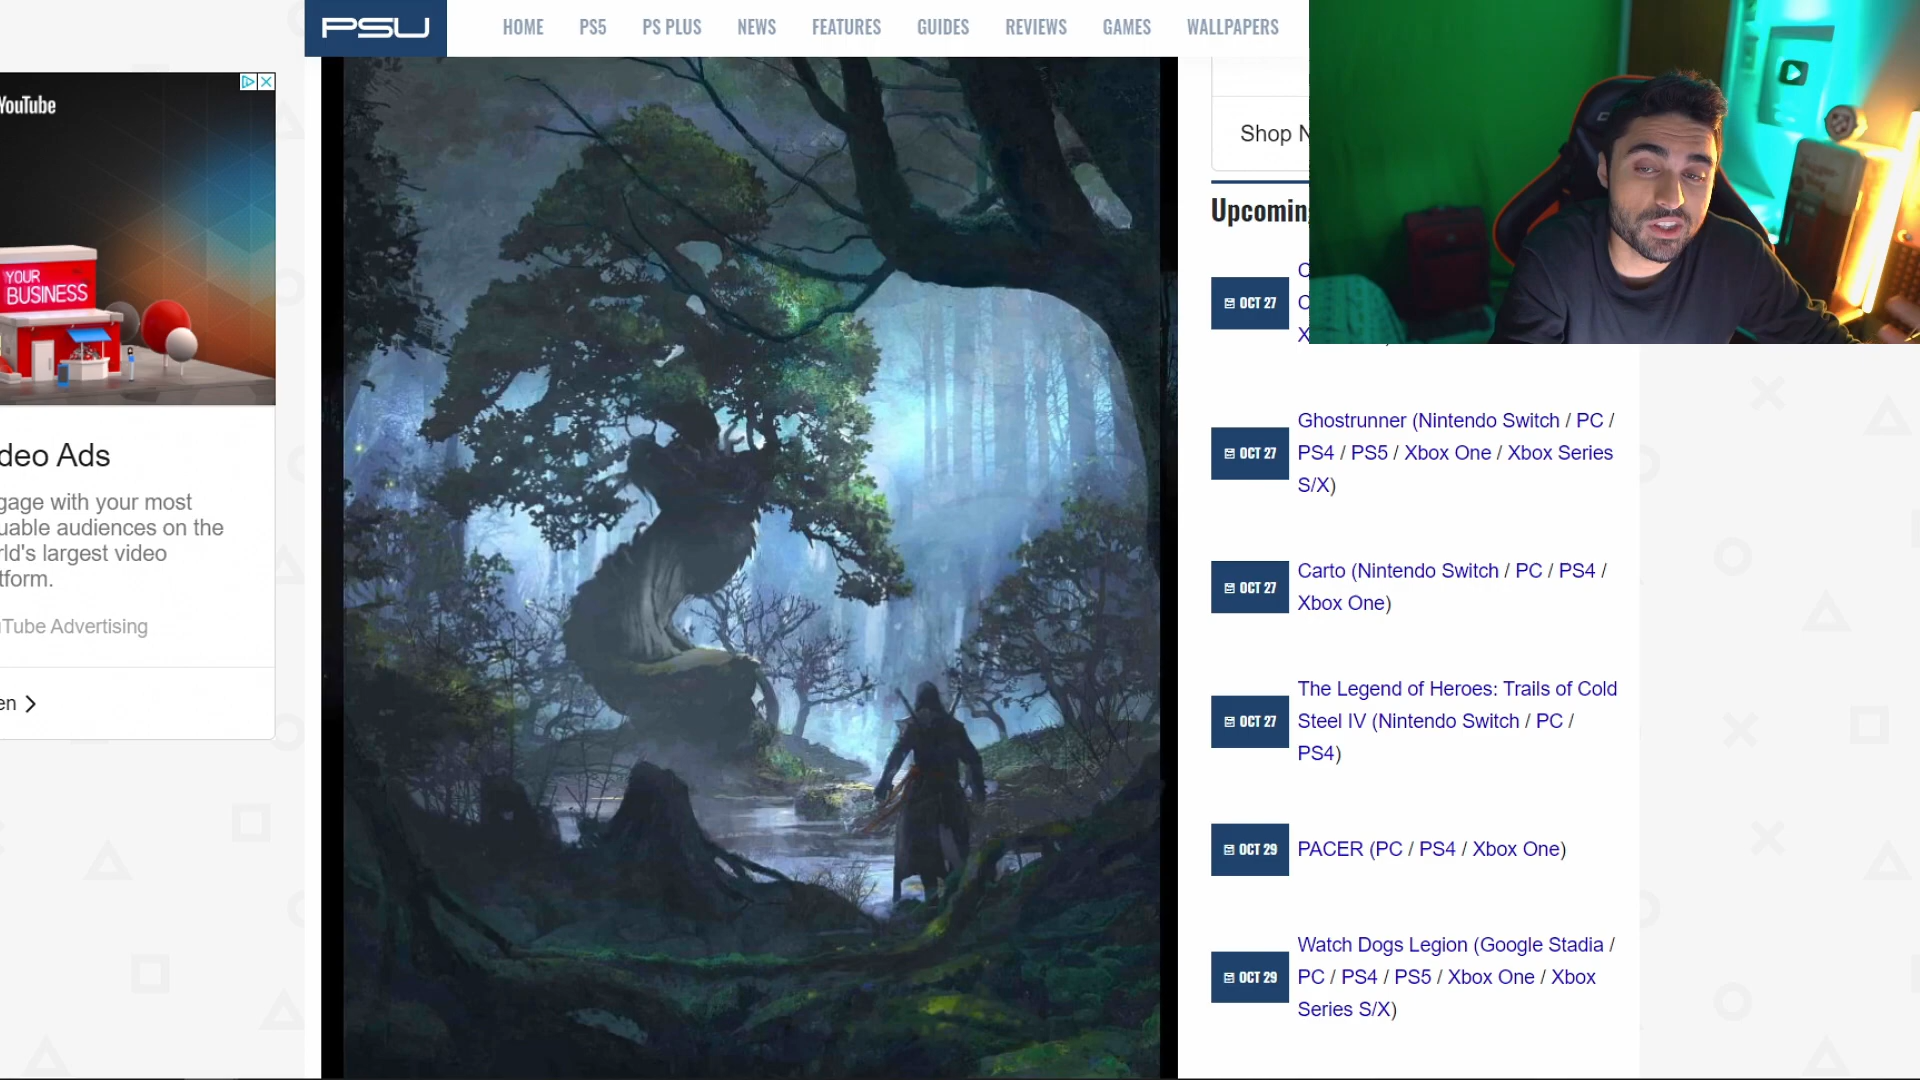 PSU
HOME
PS5
PS PLUS
NEWS
FEATURES
GUIDES
REVIEWS
GAMES
WALLPAPERS
YouTube
YOUR
BUSINESS
deo Ads
gage with your most
uable audiences on the
rld's largest video
tform.
Tube Advertising
en
Shop N
Upcomin
OCT 27
OCT 27
Ghostrunner (Nintendo Switch / PC /
PS4 / PS5 / Xbox One / Xbox Series
S/X)
OCT 27
Carto (Nintendo Switch / PC / PS4 /
Xbox One)
OCT 27
The Legend of Heroes: Trails of Cold
Steel IV (Nintendo Switch / PC /
PS4)
OCT 29
PACER (PC / PS4 / Xbox One)
OCT 29
Watch Dogs Legion (Google Stadia /
PC / PS4 / PS5 / Xbox One / Xbox
Series S/X)